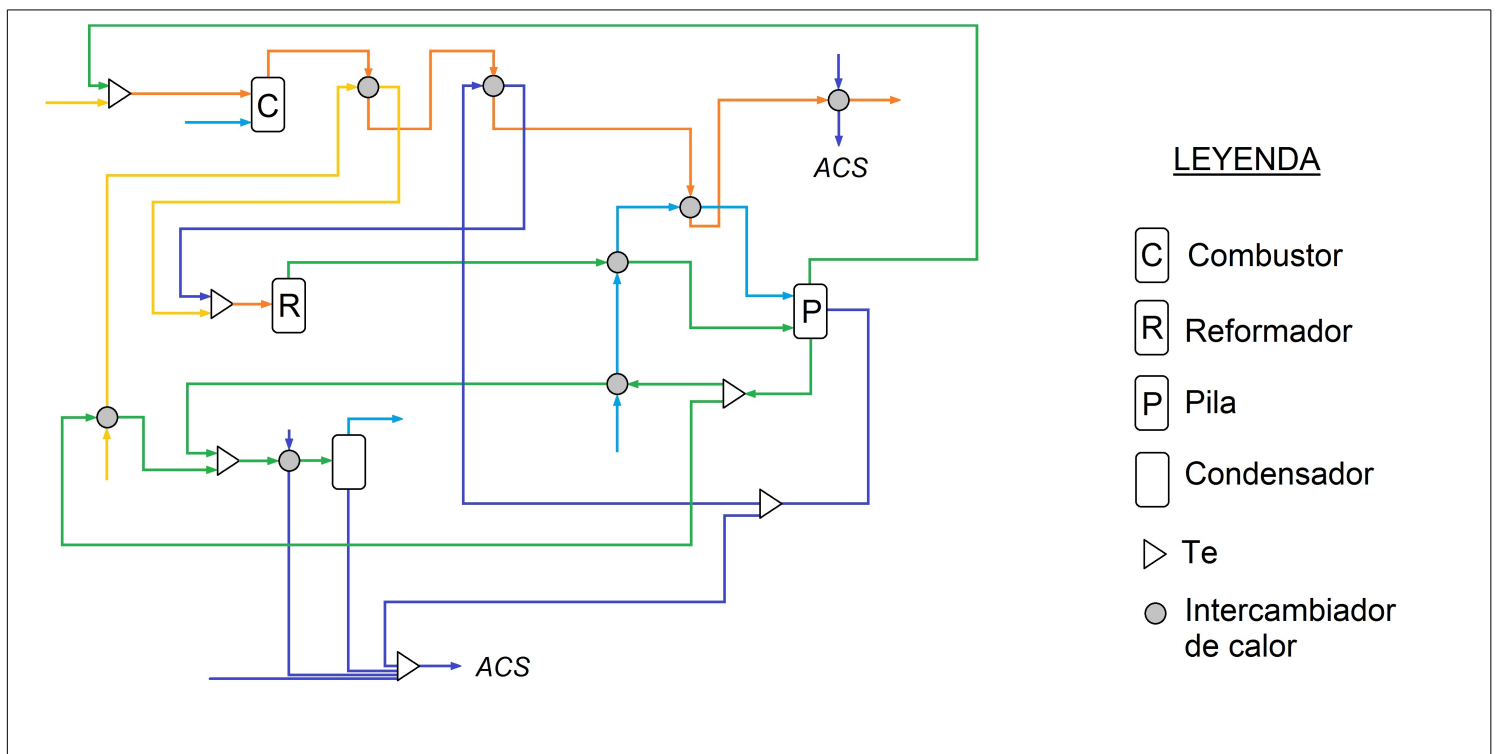 C
ACS
LEYENDA
C Combustor
R Reformador
P Pila
Condensador
Te
Intercambiador
de calor
R
P
ACS